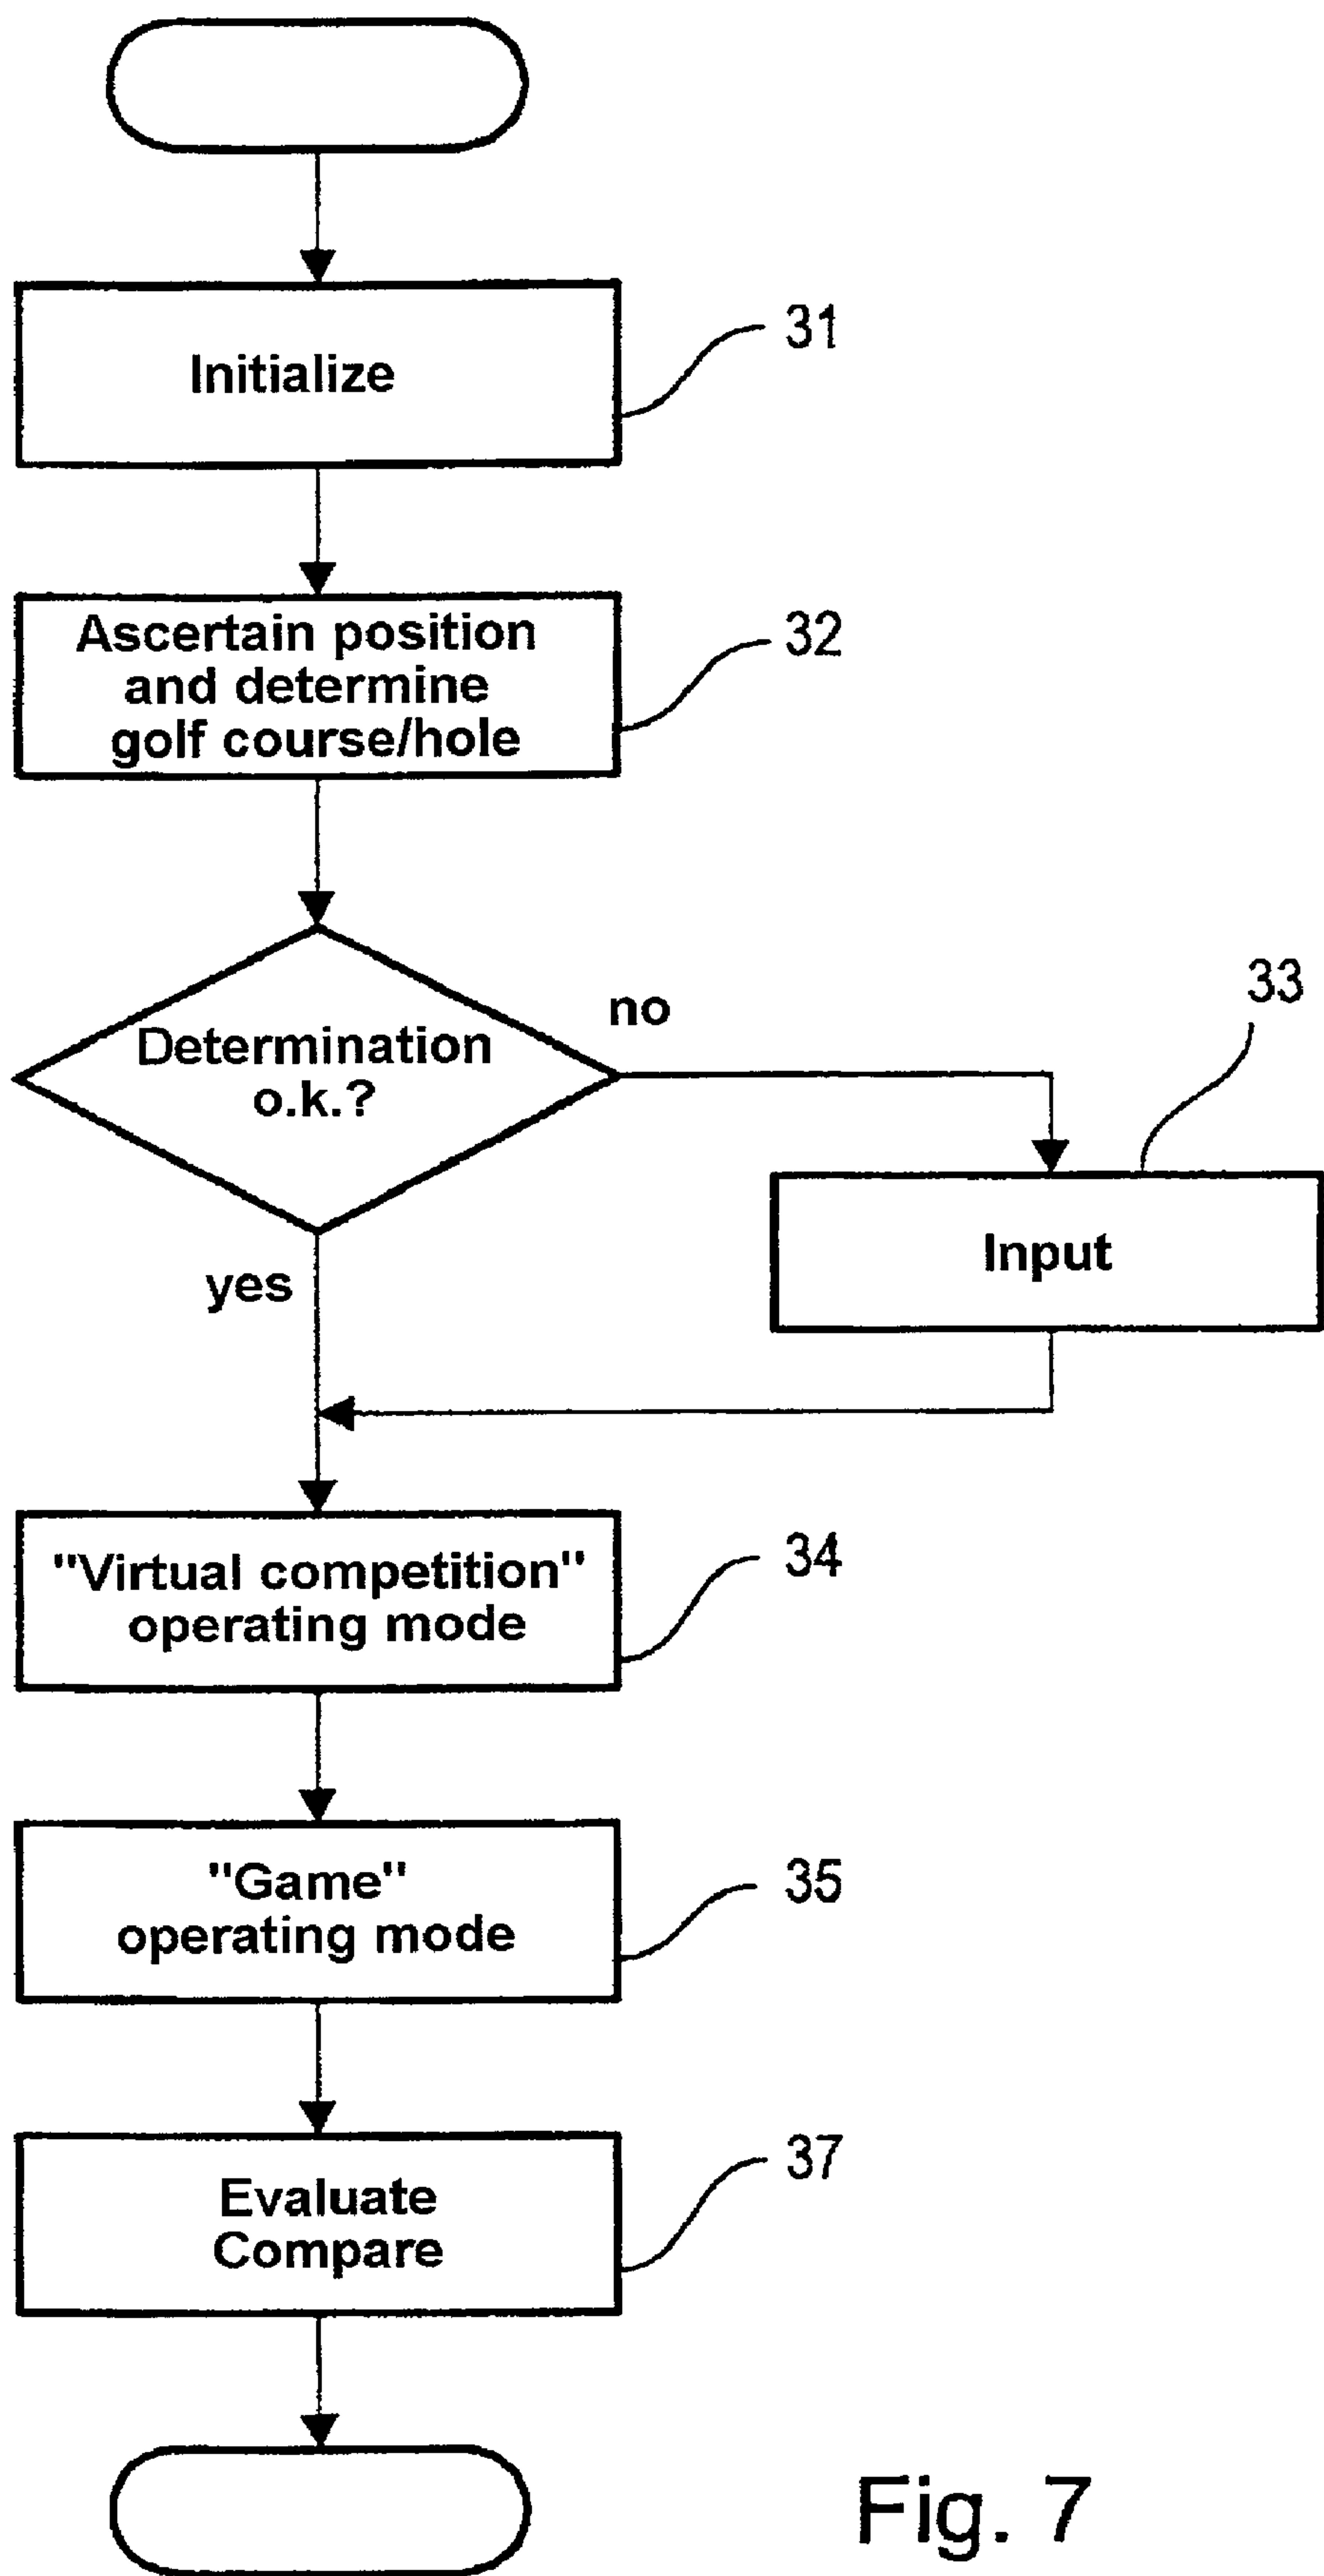 Initialize
31
Ascertain position
and determine
golf course/hole
32
Determination
o.k.?
no
33
Input
yes
"Virtual competition"
operating mode
34
"Game"
operating mode
35
Evaluate
Compare
37
Fig. 7